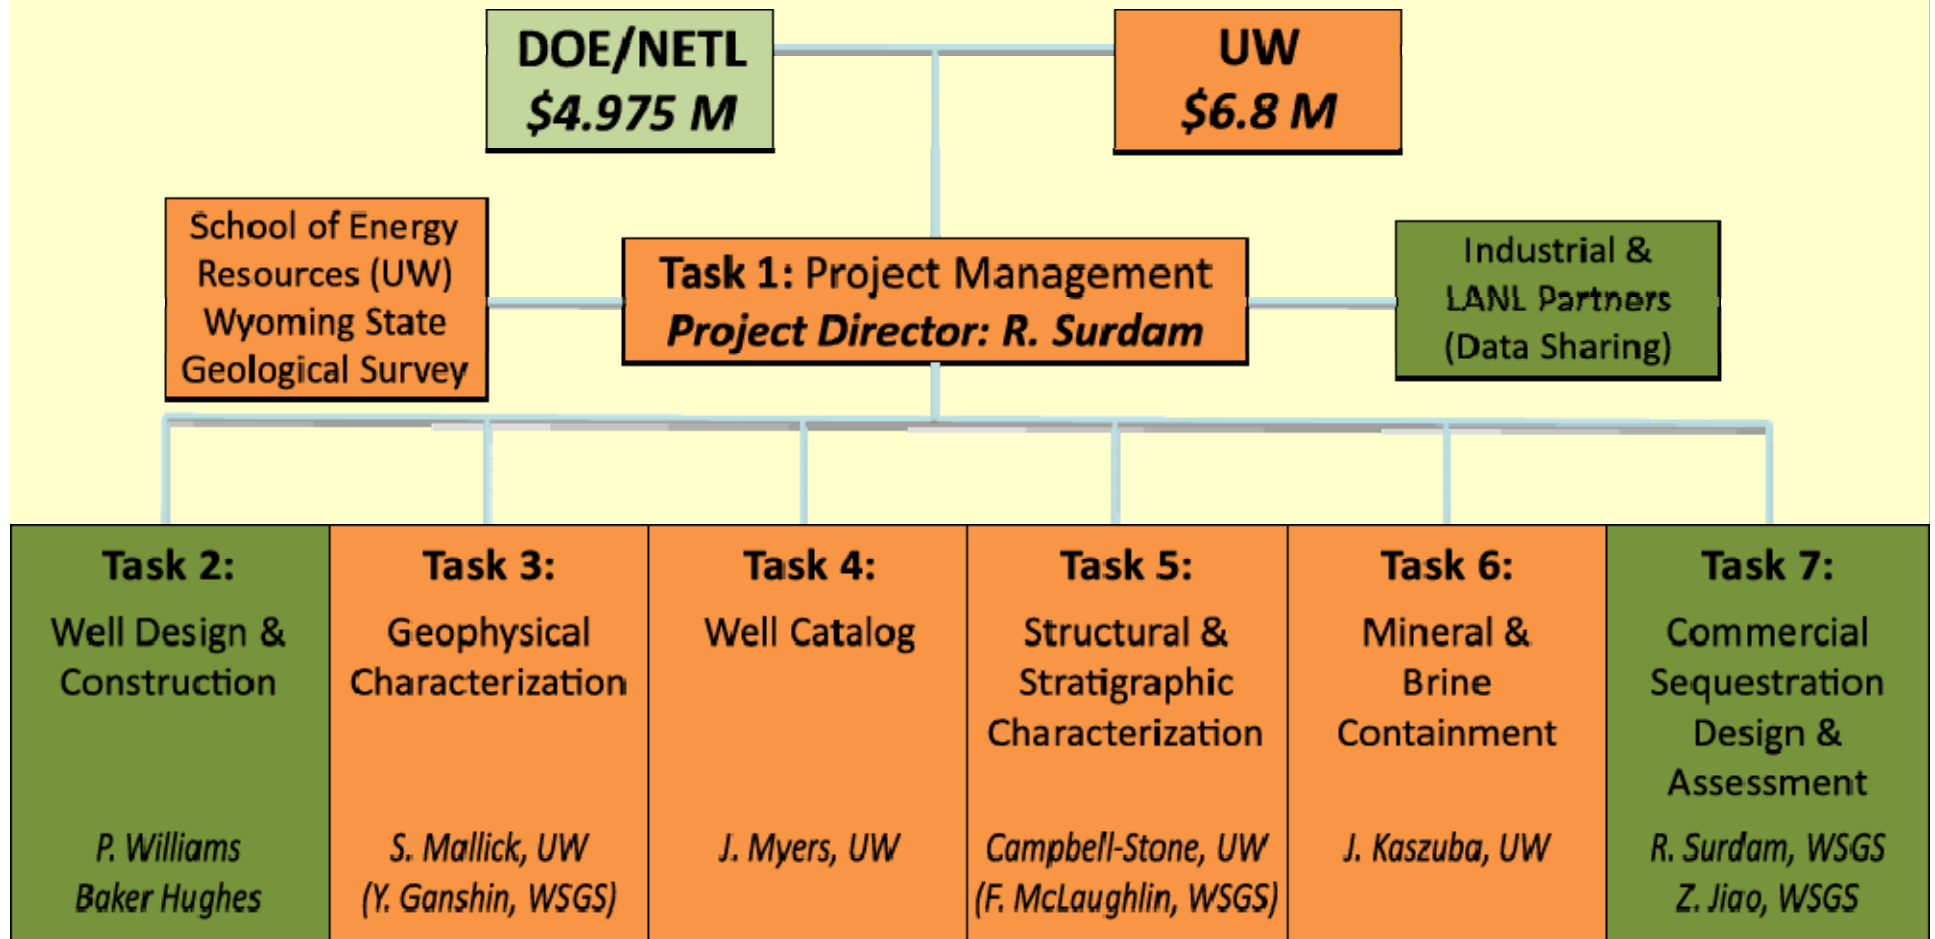 DOE/NETL
$4.975 M
UW
$6.8 M
School of Energy
Resources (UW)
Wyoming State
Geological Survey
Task 1: Project Management
Project Director: R. Surdam
Industrial &
LANL Partners
(Data Sharing)
Task 2:
Well Design &
Construction
P. Williams
Baker Hughes
Task 3:
Geophysical
Characterization
S. Mallick, UW
(Y. Ganshin, WSGS)
Task 4:
Well Catalog
J. Myers, UW
Task 5:
Structural &
Stratigraphic
Characterization
Campbell-Stone, UW
(F. McLaughlin, WSGS)
Task 6:
Mineral &
Brine
Containment
J. Kaszuba, UW
Task 7:
Commercial
Sequestration
Design &
Assessment
R. Surdam, WSGS
Z. Jiao, WSGS